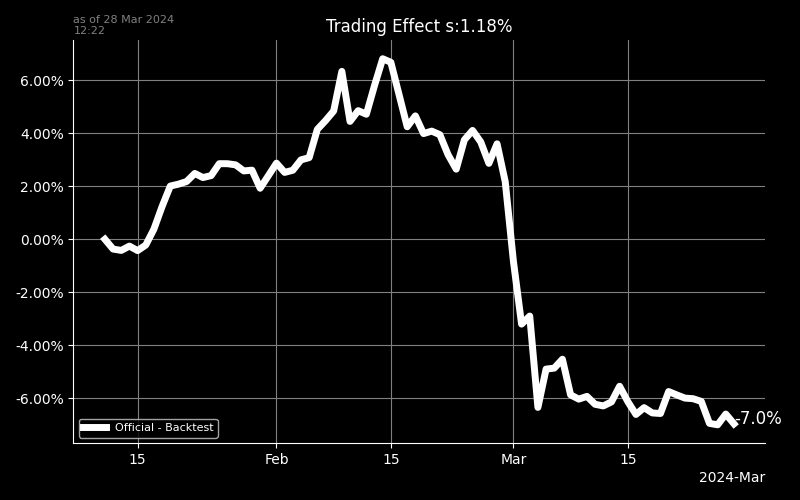 as of 28 Mar 2024
12:22
Trading Effect s:1.18%
6.00%
4.00%
2.00%
0.00%
-2.00%
-4.00%
-6.00%
-7.0%
Official - Backtest
15
Feb
15
Mar
15
2024-Mar